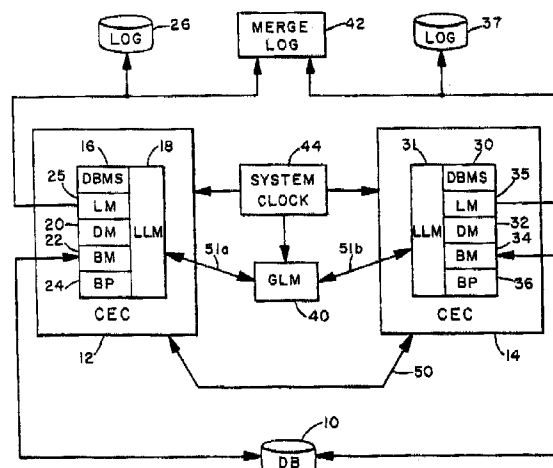 26
LOG
MERGE
LOG
42
37
LOG
16
18
DBMS
25
LM
20
DM
22
BM
24
BP
LLM
CEC
12
44
SYSTEM
CLOCK
51a
51b
GLM
40
31
30
DBMS
35
LM
32
DM
34
BM
BP
36
LLM
CEC
14
50
10
DB